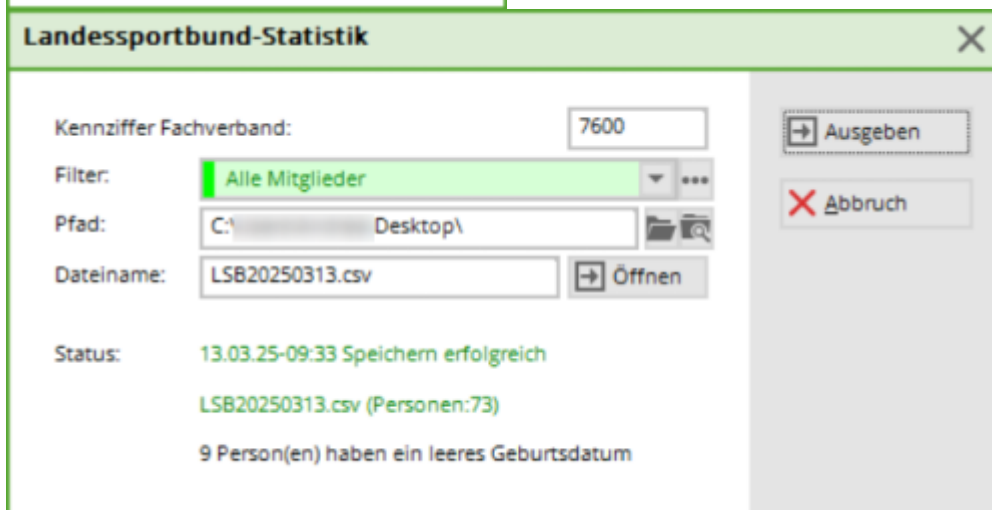 Landessportbund-Statistik
Kennziffer Fachverband: 7600
Ausgeben
Filter: Alle Mitglieder
Abbruch
Pfad: C:\ Desktop\
Dateiname: LSB20250313.csv Öffnen
Status: 13.03.25-09:33 Speichern erfolgreich
LSB20250313.csv (Personen:73)
9 Person(en) haben ein leeres Geburtsdatum